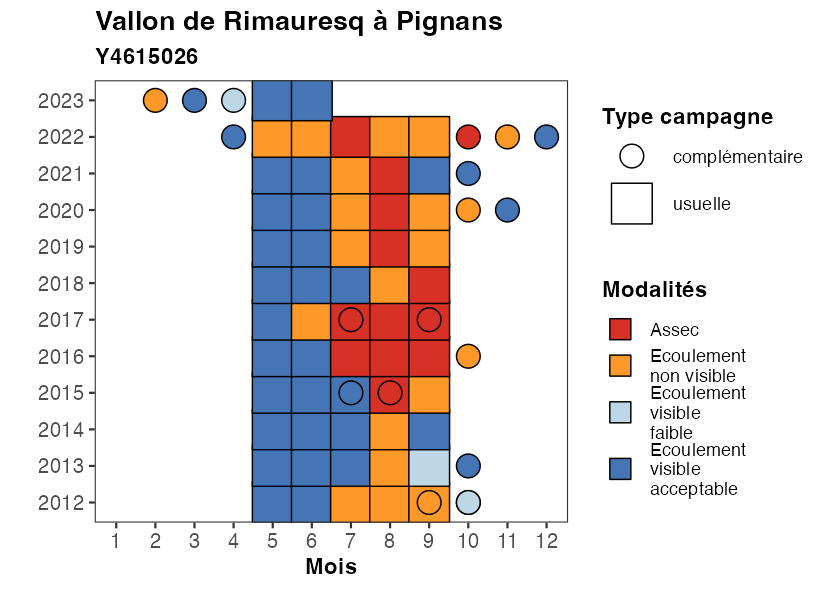 Vallon de Rimauresq à Pignans
Y4615026
2023
2022
2021
2020
2019
2018
2017
2016
2015
2014
2013
2012
1 2 3 4 5 6 7 8 9 10 11 12
Mois
Type campagne
complémentaire
usuelle
Modalités
Assec
Ecoulement
non visible
Ecoulement
visible
faible
Ecoulement
visible
acceptable